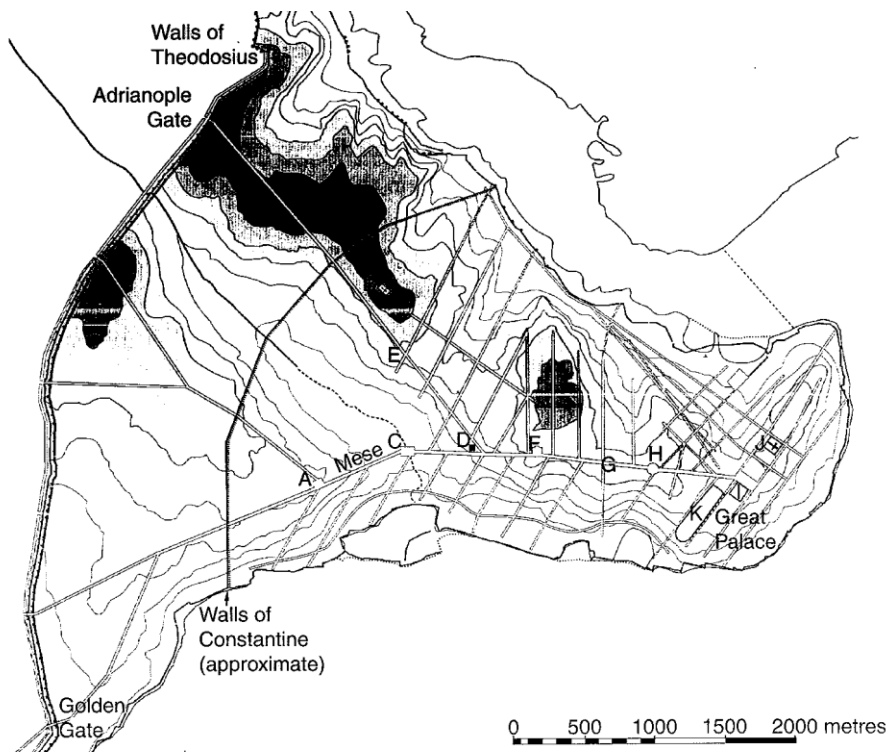 Walls of
Theodosius
Adrianople
Gate
E
D
F
Mese C
A
G
H
J
I
K
Great
Palace
Walls of
Constantine
(approximate)
Golden
Gate
0 500 1000 1500 2000 metres